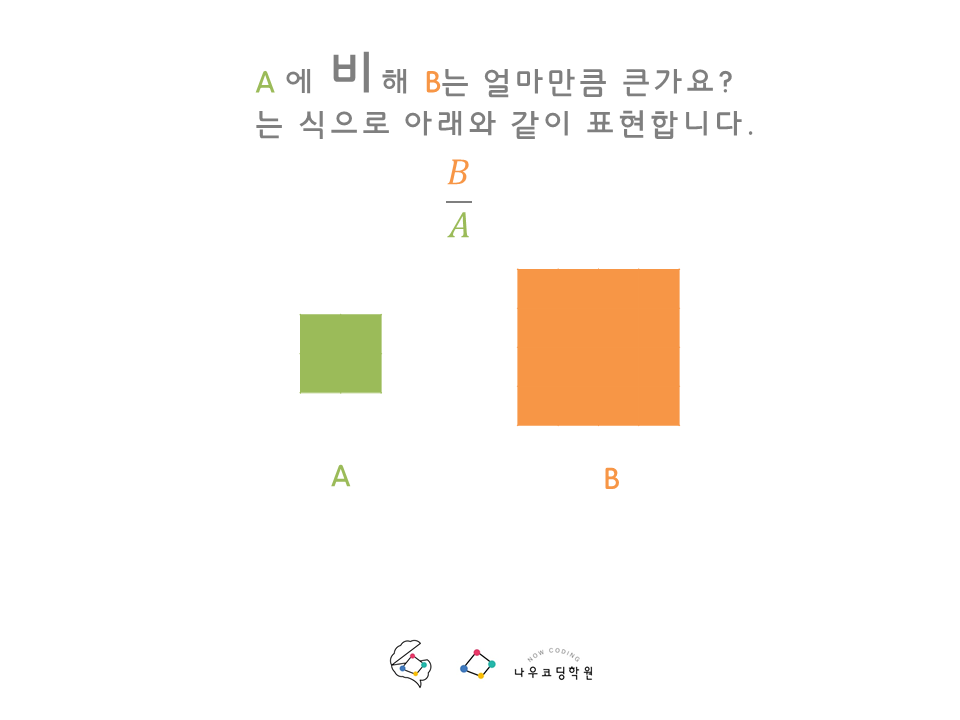 A 에 비 해 B는 얼마만큼 큰가요?
는 식으로 아래와 같이 표현합니다.
B
A
A
B
NOW CODING
나우코딩학원